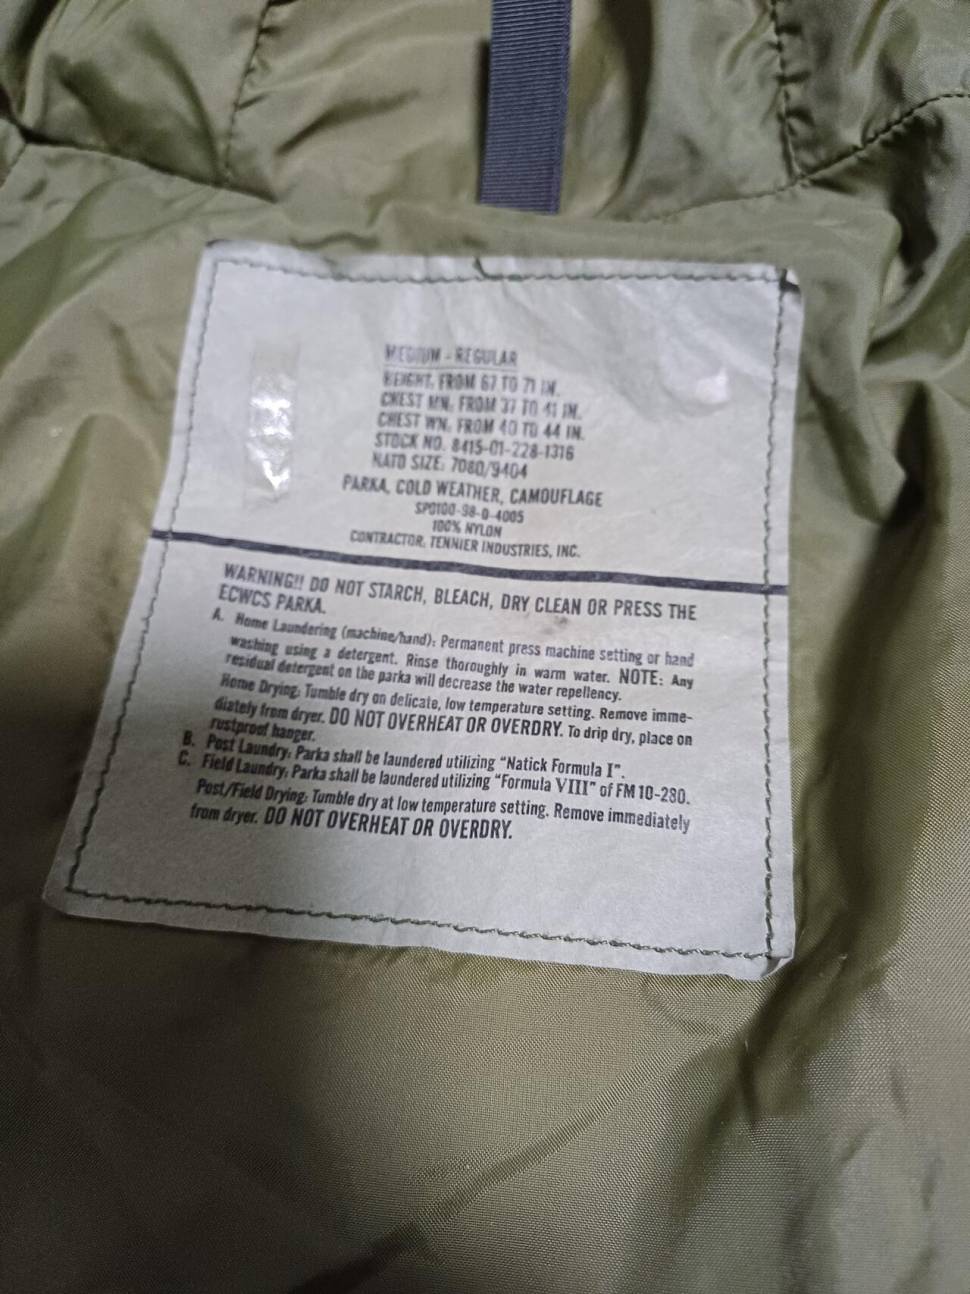 MEDIUM - REGULAR
HEIGHT, FROM 67 TO 71 IN.
CHEST MN. FROM 37 TO 41 IN.
CHEST WN. FROM 40 TO 44 IN.
STOCK NO. 8415-01-228-1316
NATO SIZE: 7080/9404
PARKA, COLD WEATHER, CAMOUFLAGE
SPO100-98-D-4005
100% NYLON
CONTRACTOR, TENNIER INDUSTRIES, INC.
WARNING!! DO NOT STARCH, BLEACH, DRY CLEAN OR PRESS THE
ECWCS PARKA.
A. Home Laundering (machine/hand): Permanent press machine setting or hand
washing using a detergent. Rinse thoroughly in warm water. NOTE: Any
residual detergent on the parka will decrease the water repellency.
Home Drying: Tumble dry on delicate, low temperature setting. Remove imme-
diately from dryer. DO NOT OVERHEAT OR OVERDRY. To drip dry, place on
rustproof hanger.
B. Post Laundry: Parka shall be laundered utilizing "Natick Formula I".
C. Field Laundry: Parka shall be laundered utilizing "Formula VIII" of FM 10-280.
Post/Field Drying: Tumble dry at low temperature setting. Remove immediately
from dryer. DO NOT OVERHEAT OR OVERDRY.